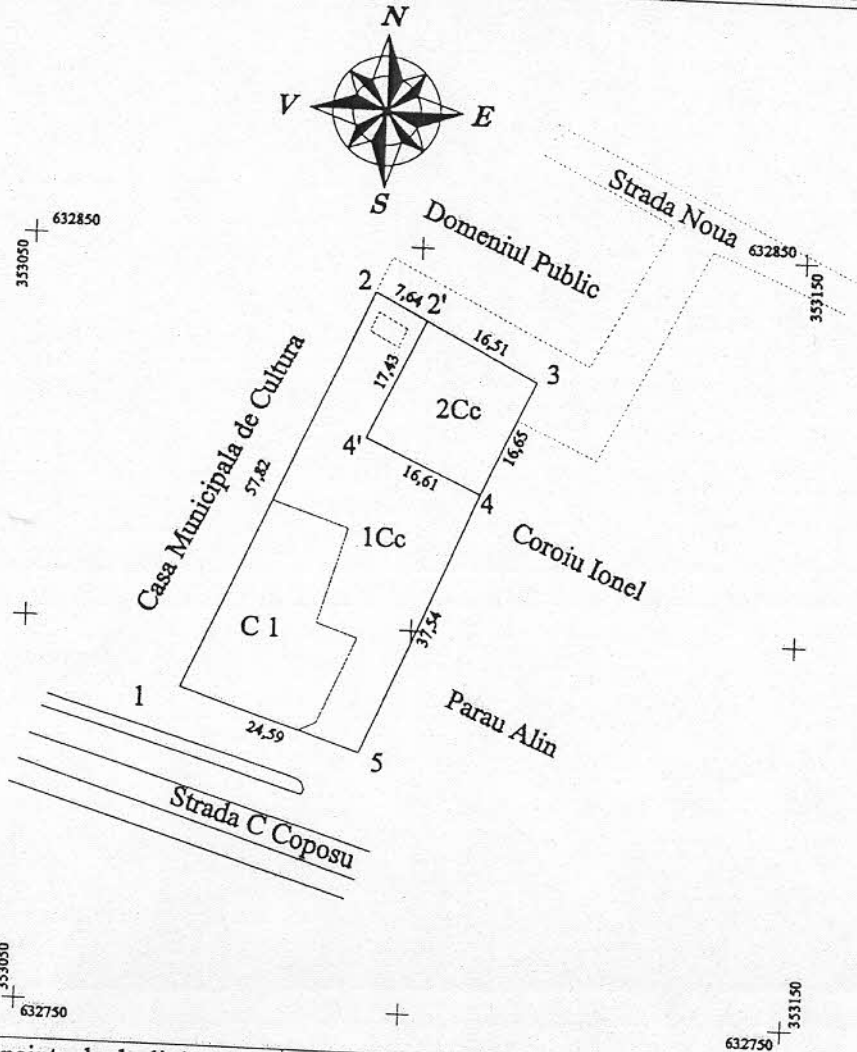 N
V
E
S
Strada Noua
Domeniul Public
632850
353050
632850
353150
2
7,64
2'
16,51
3
17,43
2Cc
4'
16,65
16,61
4
Casa Municipala de Cultura
57,82
1Cc
Coroiu Ionel
C 1
37,54
1
24,59
Parau Alin
5
Strada C Coposu
353050
632750
353150
632750